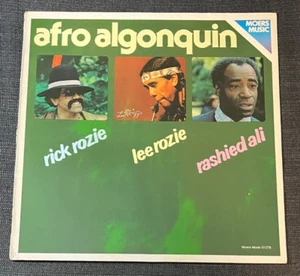 afro algonquin
MOERS
MUSIC
rick rozie
lee rozie
rashied ali